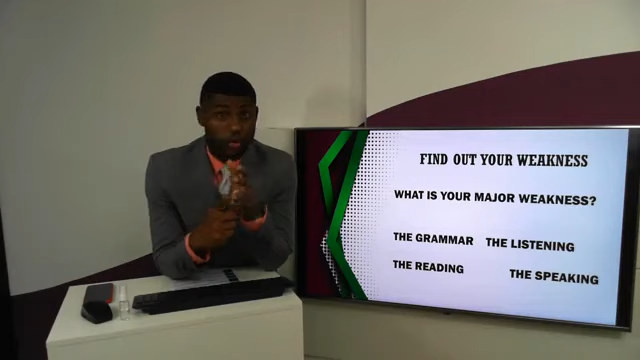 FIND OUT YOUR WEAKNESS
WHAT IS YOUR MAJOR WEAKNESS?
THE GRAMMAR THE LISTENING
THE READING THE SPEAKING